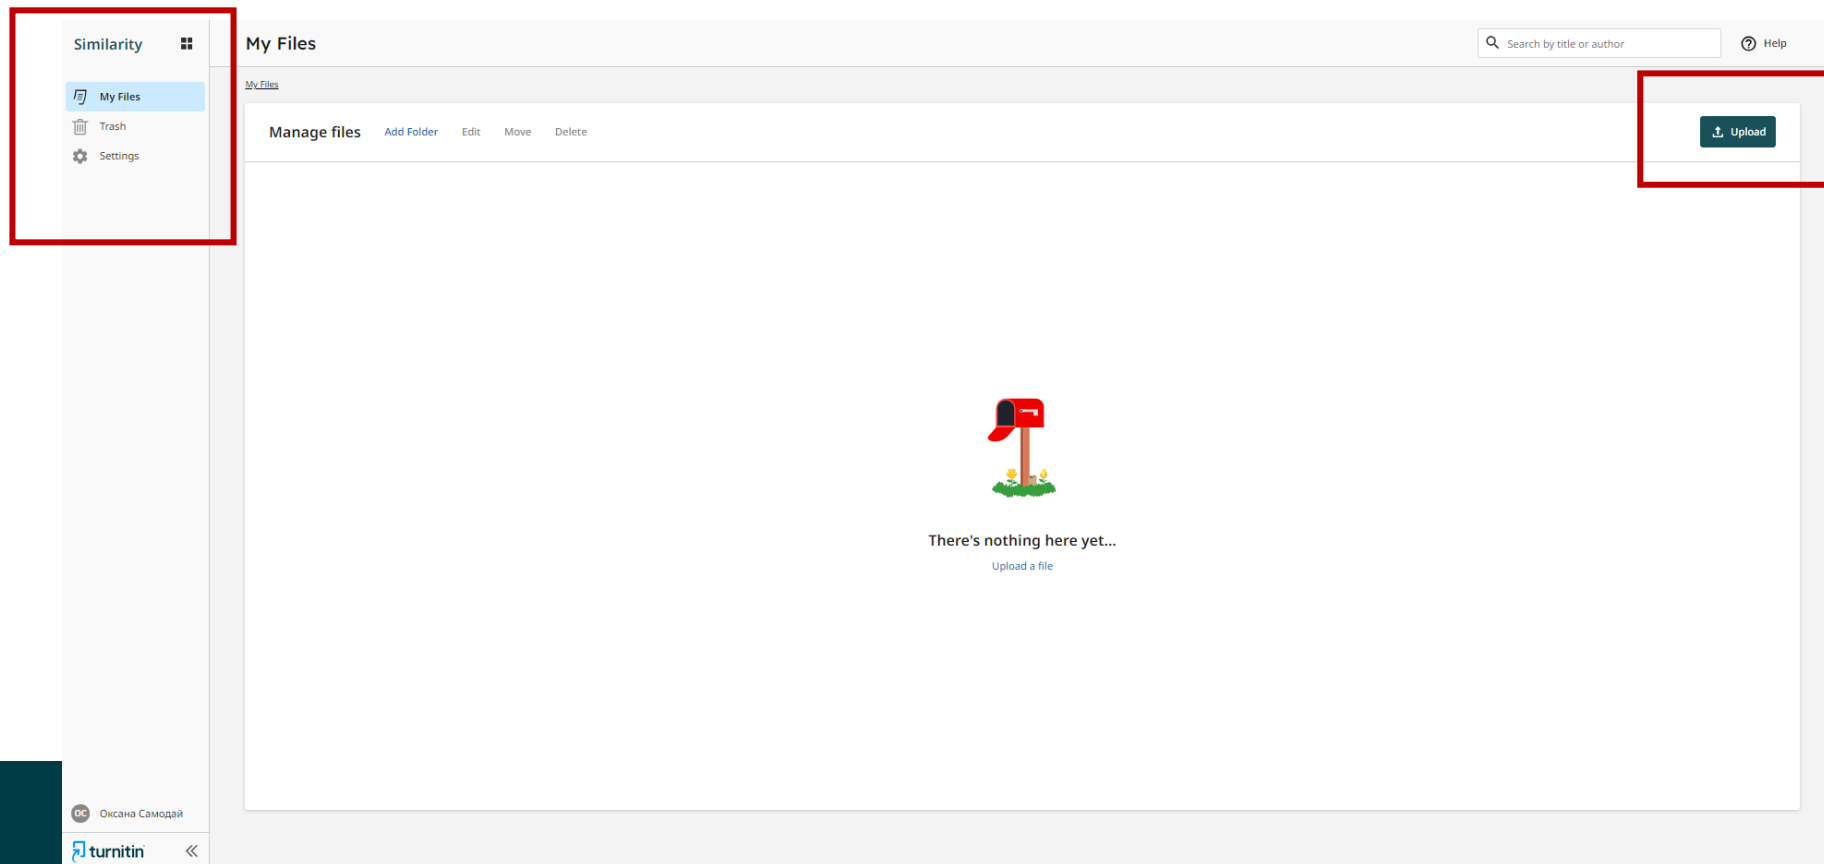 Similarity
My Files
Search by title or author
Help
My Files
Trash
Settings
My Files
Manage files Add Folder Edit Move Delete
Upload
There's nothing here yet...
Upload a file
ОС Оксана Самодай
turnitin